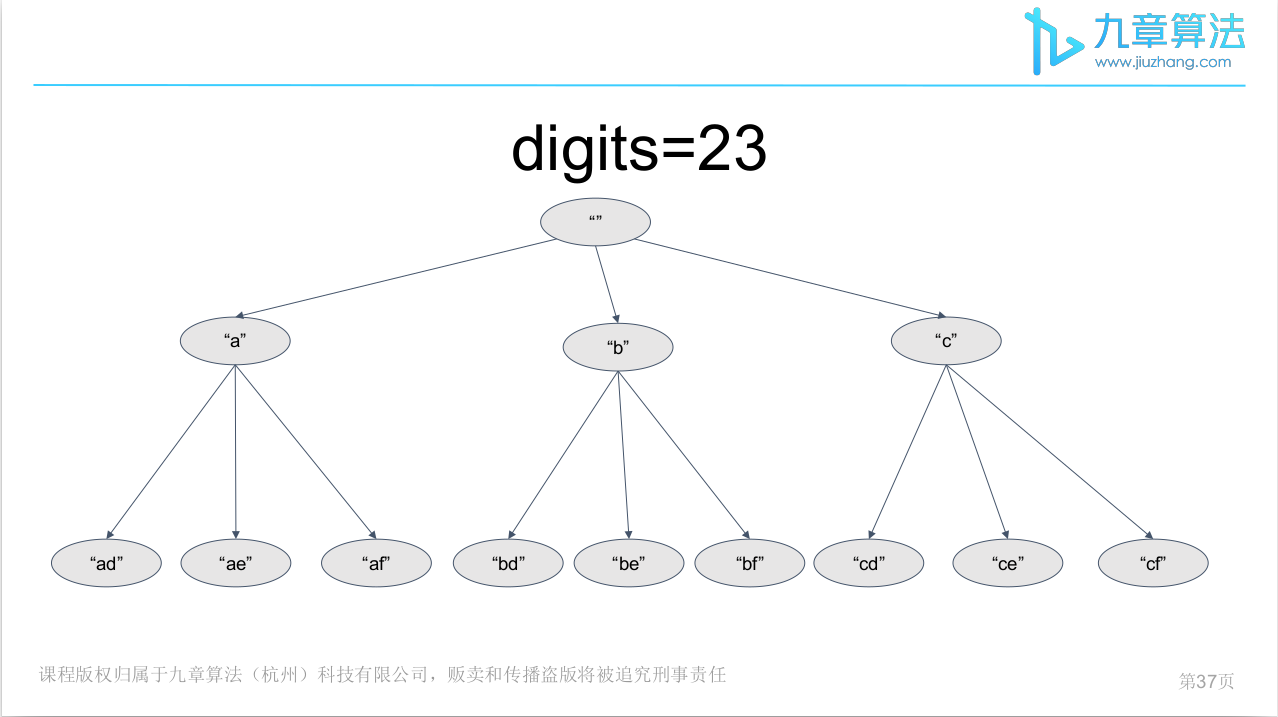 九章算法
www.jiuzhang.com
digits=23
“”
“a”
“b”
“c”
“ad”
“ae”
“af”
“bd”
“be”
“bf”
“cd”
“ce”
“cf”
课程版权归属于九章算法（杭州）科技有限公司，贩卖和传播盗版将被追究刑事责任
第37页